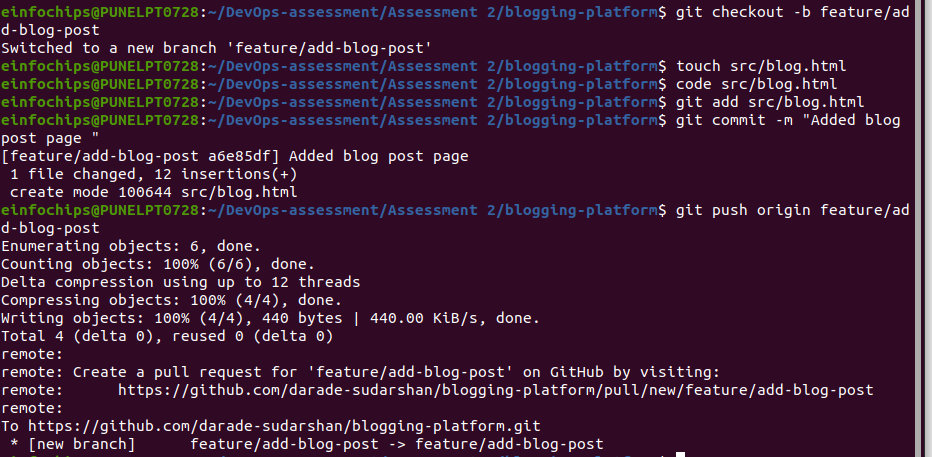 einfochips@PUNELPT0728:~/DevOps-assessment/Assessment 2/blogging-platform$ git checkout -b feature/ad
d-blog-post
Switched to a new branch 'feature/add-blog-post'
einfochips@PUNELPT0728:~/DevOps-assessment/Assessment 2/blogging-platform$ touch src/blog.html
einfochips@PUNELPT0728:~/DevOps-assessment/Assessment 2/blogging-platform$ code src/blog.html
einfochips@PUNELPT0728:~/DevOps-assessment/Assessment 2/blogging-platform$ git add src/blog.html
einfochips@PUNELPT0728:~/DevOps-assessment/Assessment 2/blogging-platform$ git commit -m "Added blog
post page "
[feature/add-blog-post a6e85df] Added blog post page
 1 file changed, 12 insertions(+)
 create mode 100644 src/blog.html
einfochips@PUNELPT0728:~/DevOps-assessment/Assessment 2/blogging-platform$ git push origin feature/ad
d-blog-post
Enumerating objects: 6, done.
Counting objects: 100% (6/6), done.
Delta compression using up to 12 threads
Compressing objects: 100% (4/4), done.
Writing objects: 100% (4/4), 440 bytes | 440.00 KiB/s, done.
Total 4 (delta 0), reused 0 (delta 0)
remote:
remote: Create a pull request for 'feature/add-blog-post' on GitHub by visiting:
remote:      https://github.com/darade-sudarshan/blogging-platform/pull/new/feature/add-blog-post
remote:
To https://github.com/darade-sudarshan/blogging-platform.git
 * [new branch]      feature/add-blog-post -> feature/add-blog-post
einfochips@PUNELPT0728:~/DevOps-assessment/Assessment 2/blogging-platform$